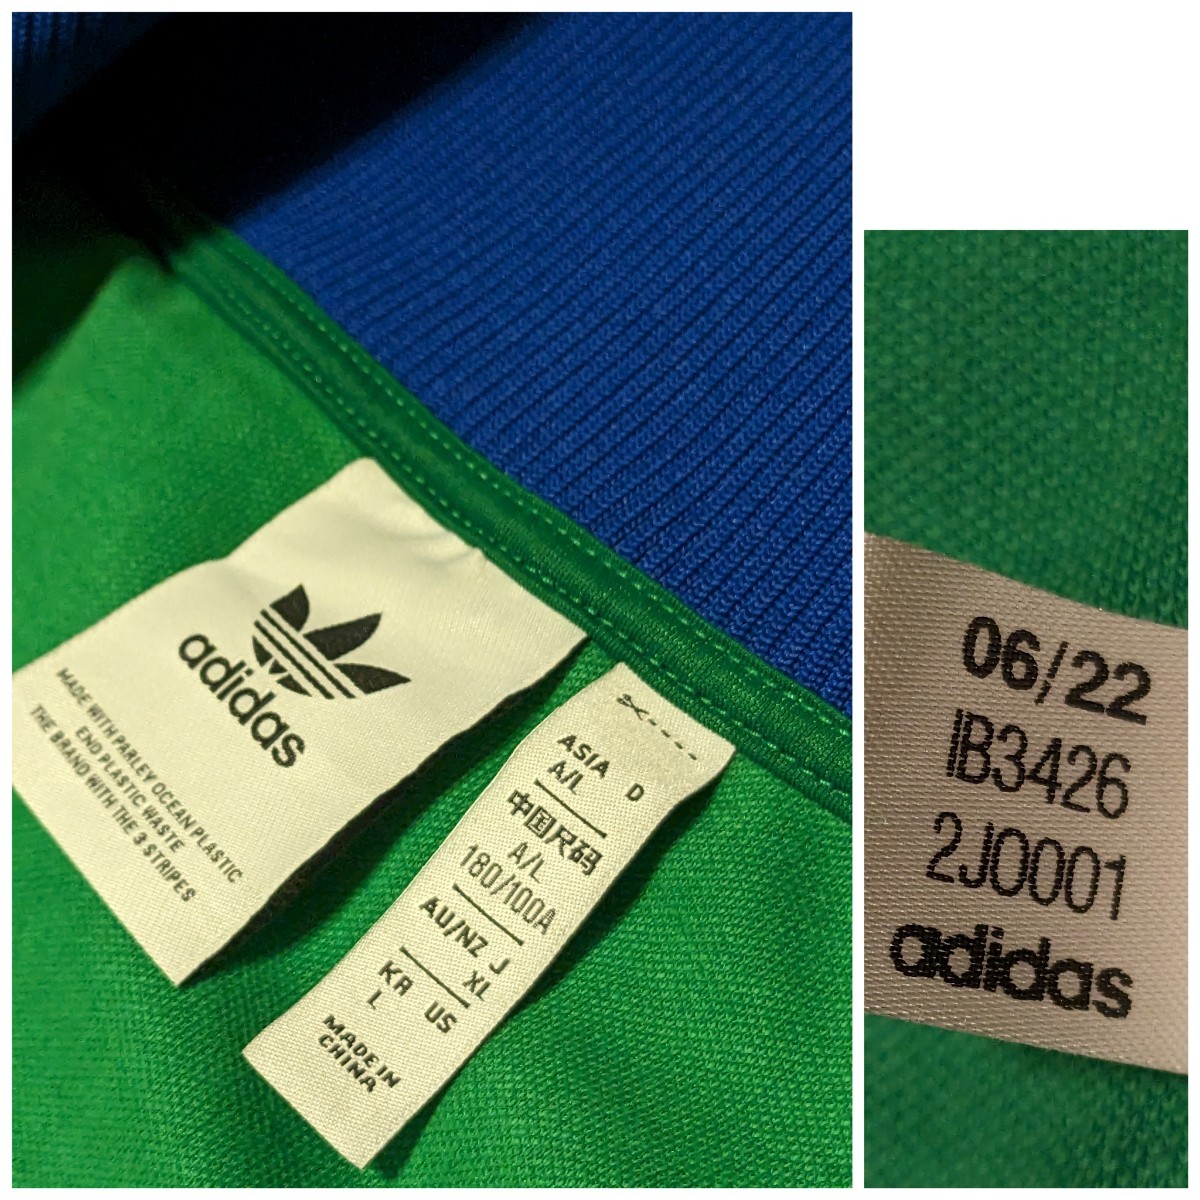 adidas
MADE WITH PARLEY OCEAN PLASTIC
END PLASTIC WASTE
THE BRAND WITH THE 3 STRIPES
ASIA D
A/L
中国尺码
A/L
180/100A
AU/NZ J
XL
KR US
L
MADE IN
CHINA
06/22
IB3426
2J0001
adidas